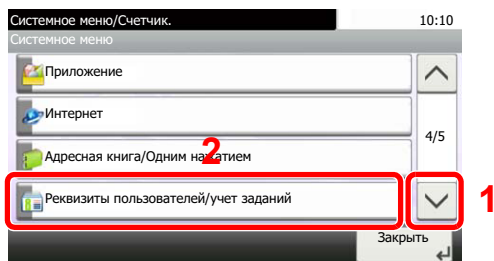 Системное меню/Счетчик. 10:10
Системное меню
Приложение
Интернет
4/5
2
Адресная книга/Одним нажатием
Реквизиты пользователей/учет заданий
1
Закрыть